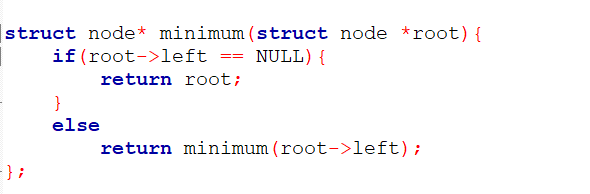 struct node* minimum(struct node *root){
    if(root->left == NULL){
        return root;
    }
    else
        return minimum(root->left);
};